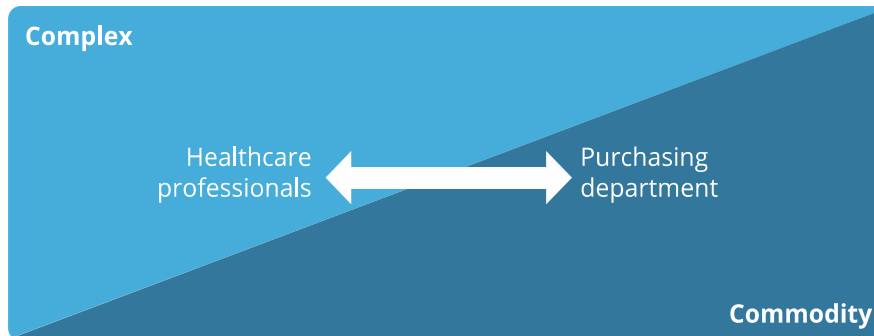 Complex
Healthcare
professionals
Purchasing
department
Commodity